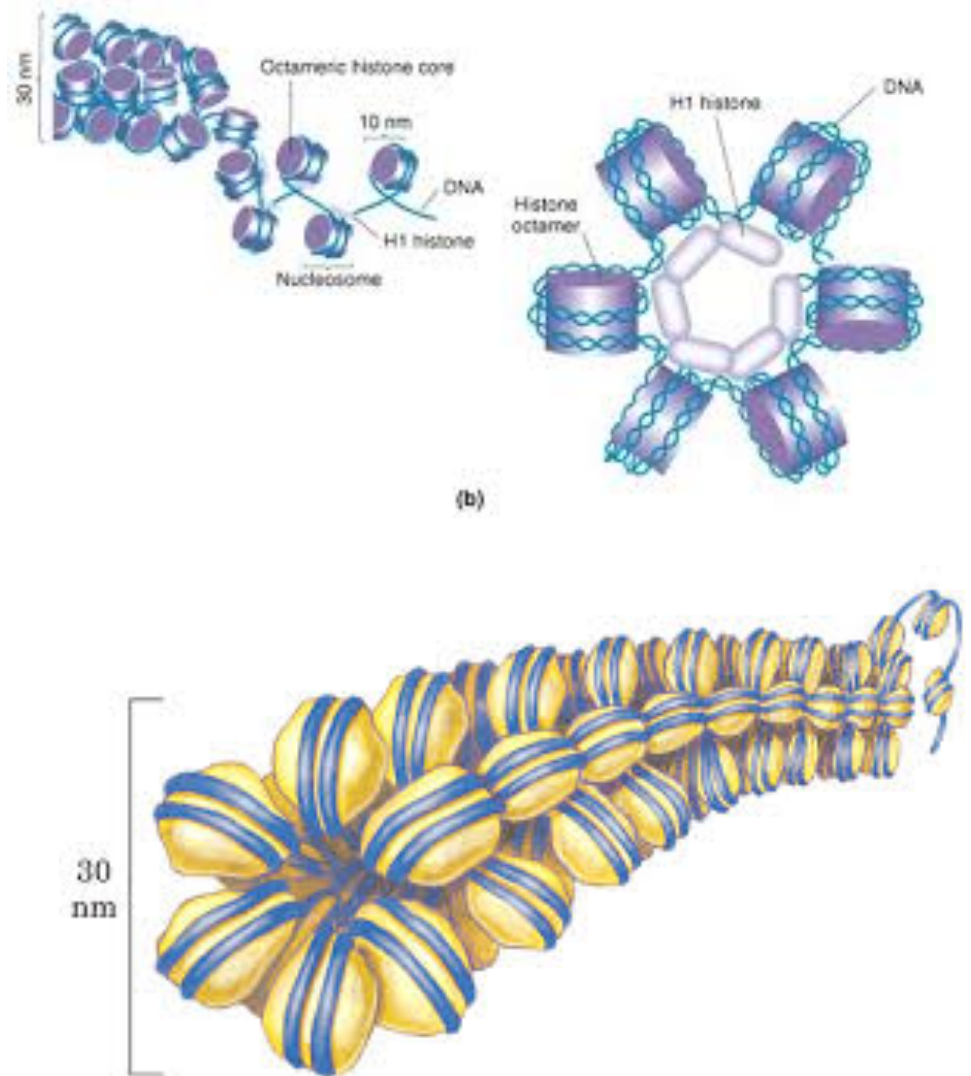 30 nm
Octameric histone core
10 nm
DNA
H1 histone
Nucleosome
H1 histone
DNA
Histone
octamer
(b)
30
nm